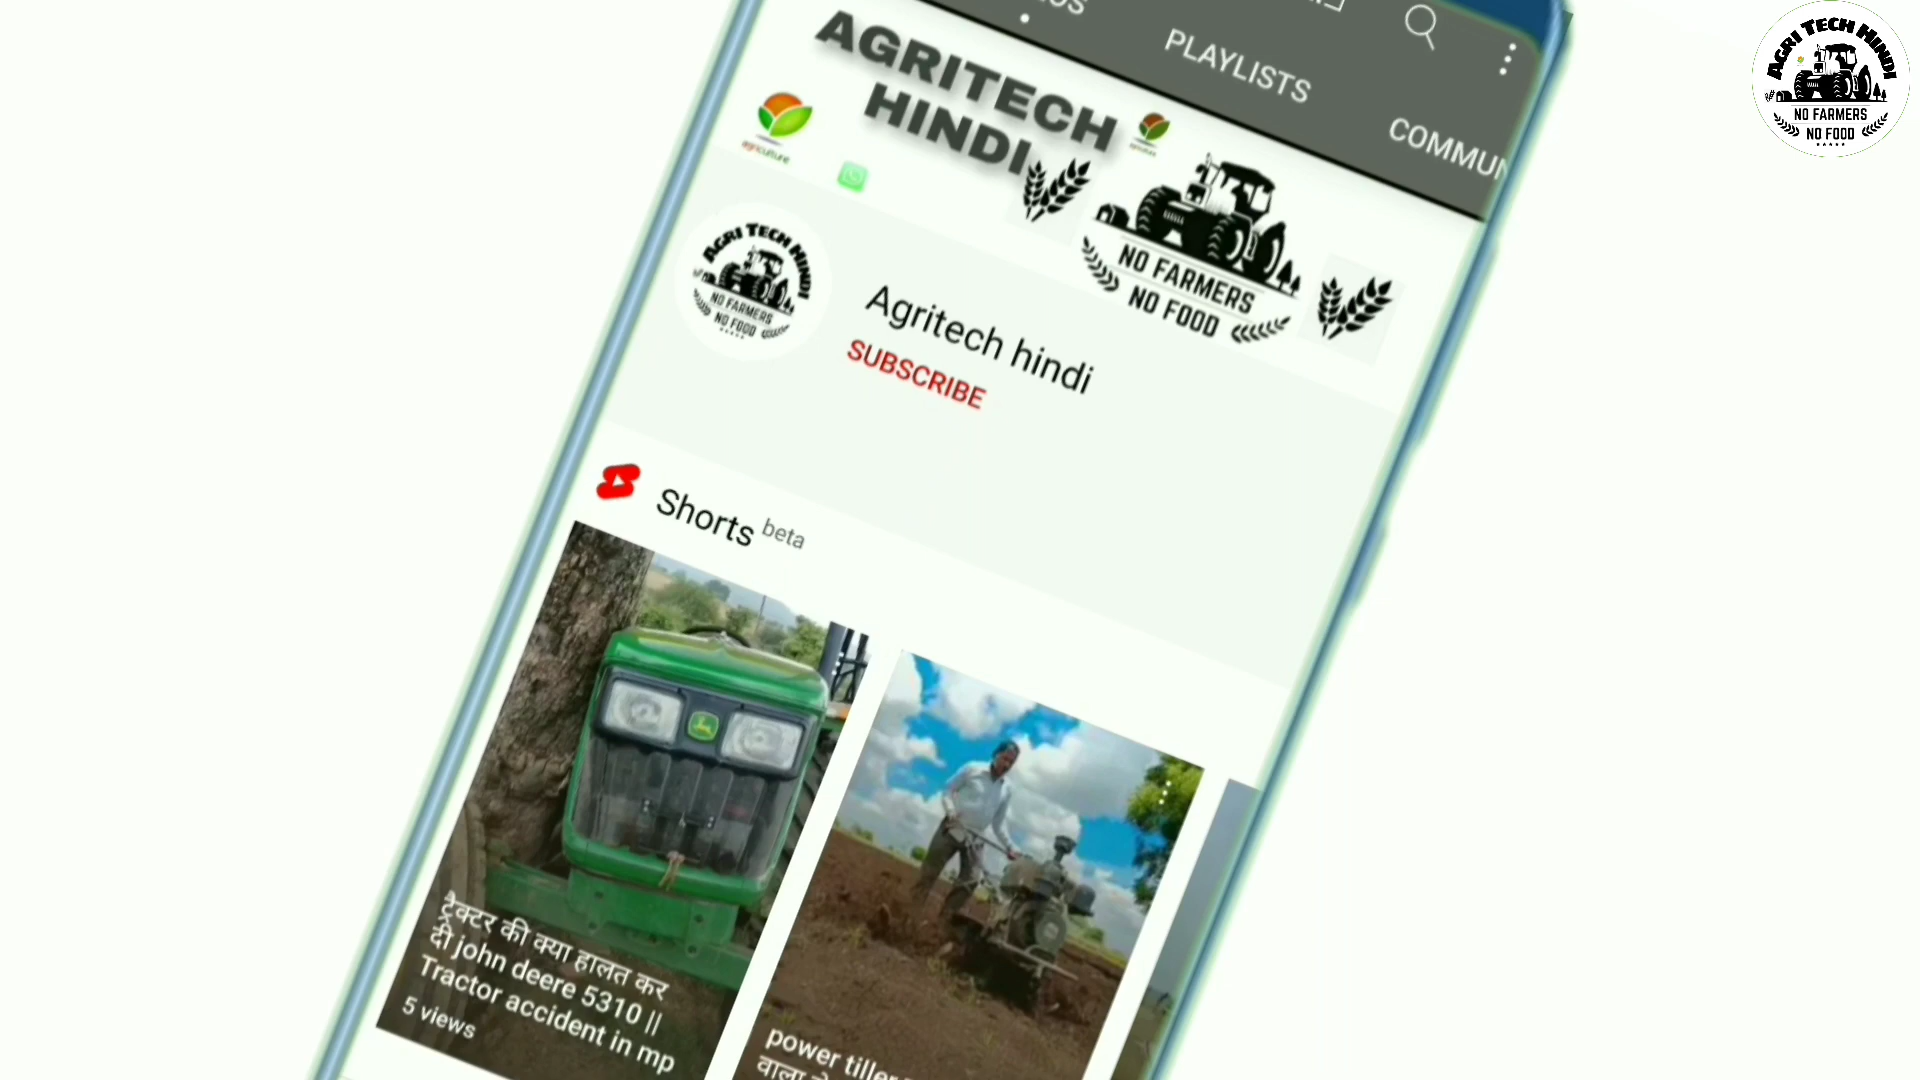 PLAYLISTS
AGRITECH
HINDI
agriculture
AGRI TECH HINDI
NO FARMERS
NO FOOD
NO FARMERS
NO FOOD
AGRI TECH HINDI
NO FARMERS
NO FOOD
Agritech hindi
SUBSCRIBE
Shorts beta
ट्रैक्टर की क्या हालत कर
दी john deere 5310 ||
Tractor accident in mp
5 views
power tiller
वाला